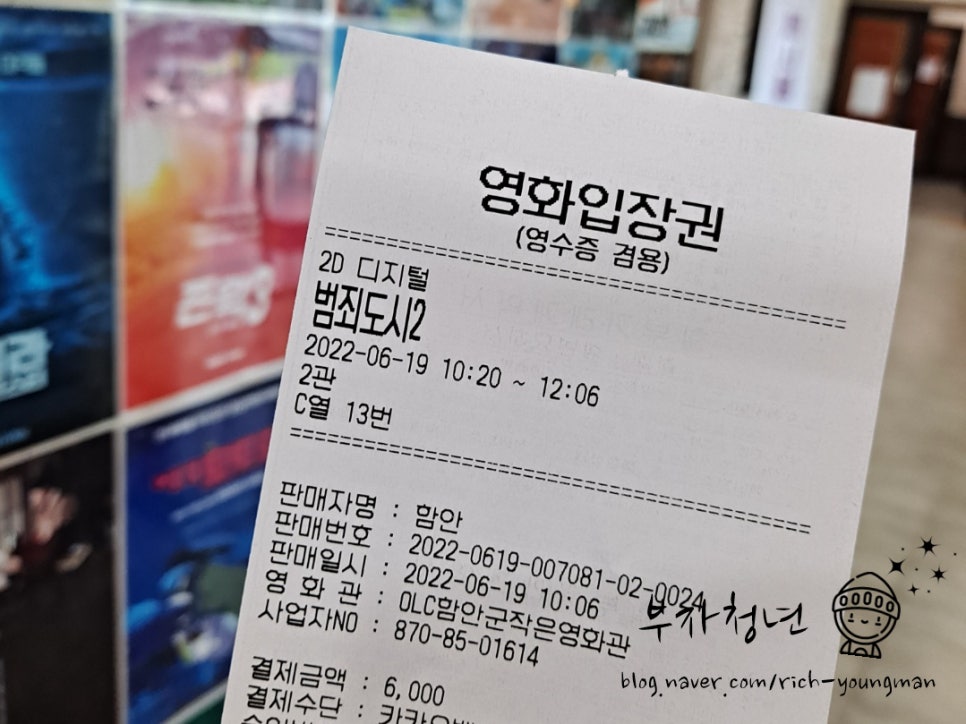 영화입장권
(영수증 겸용)
2D 디지털
범죄도시2
2022-06-19 10:20 ~ 12:06
2관
C열 13번
판매자명 : 함안
판매번호 : 2022-0619-007081-02-0024
판매일시 : 2022-06-19 10:06
영 화 관 : OLC함안군작은영화관
사업자NO : 870-85-01614
결제금액 : 6,000
결제수단 :
부자청년
blog.naver.com/rich-youngman